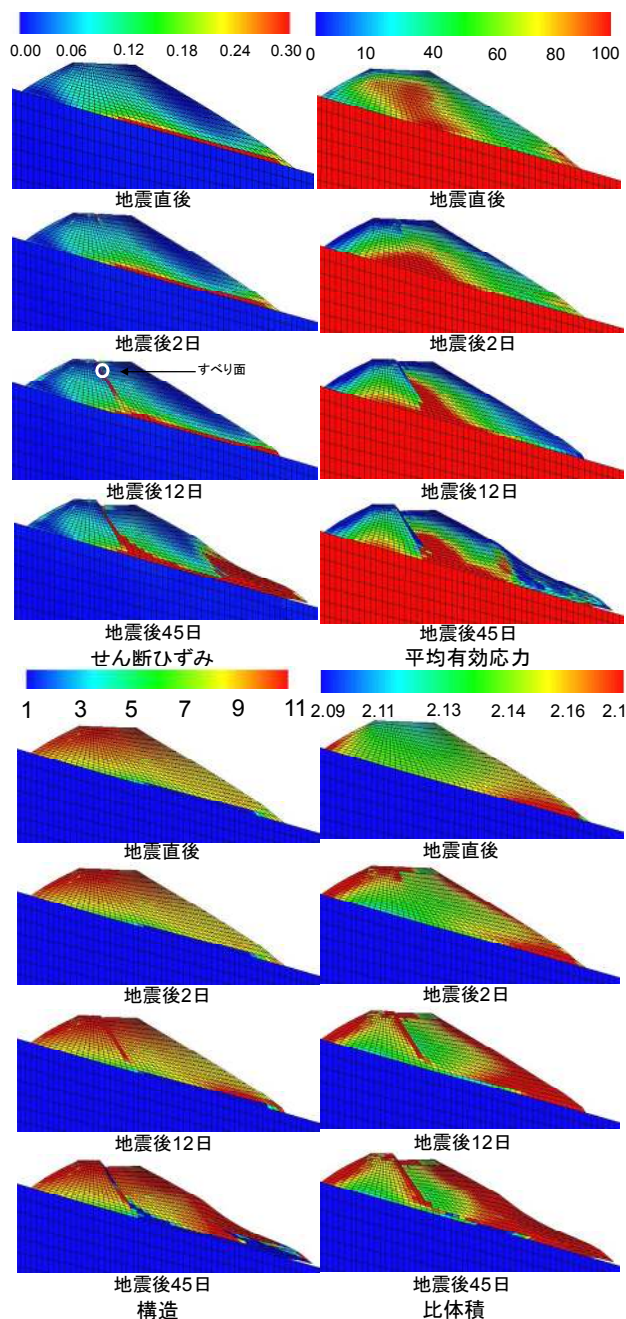 0.00 0.06 0.12 0.18 0.24 0.30
0 10 40 60 80 100
地震直後
地震直後
地震後2日
地震後2日
すべり面
地震後12日
地震後12日
地震後45日
地震後45日
せん断ひずみ
平均有効応力
1 3 5 7 9 11
2.09 2.11 2.13 2.14 2.16 2.1
地震直後
地震直後
地震後2日
地震後2日
地震後12日
地震後12日
地震後45日
地震後45日
構造
比体積